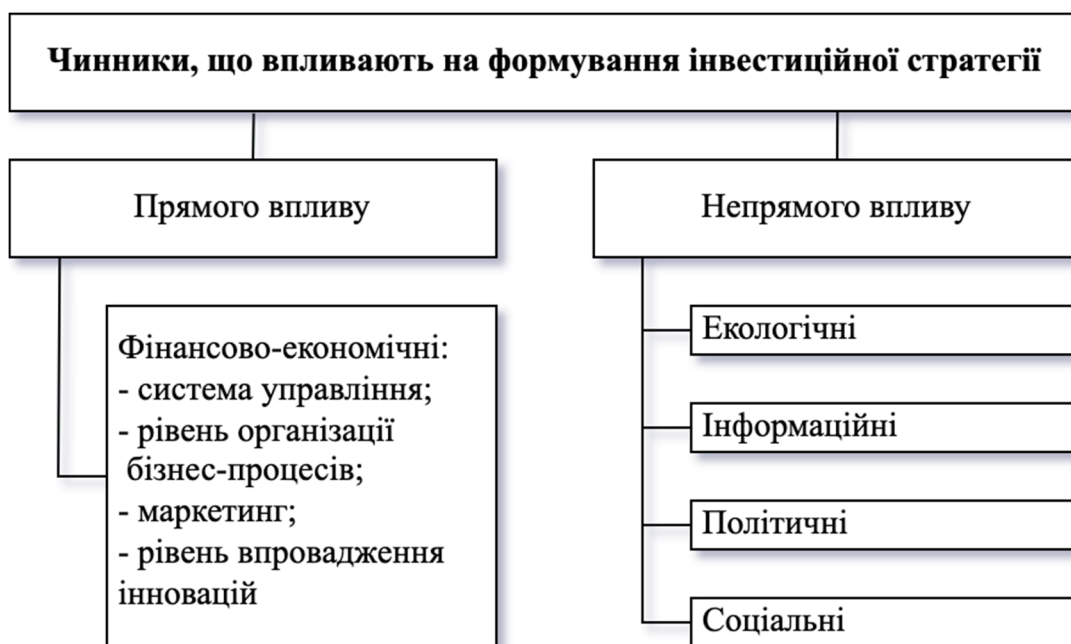 Чинники, що впливають на формування інвестиційної стратегії
Прямого впливу
Непрямого впливу
Фінансово-економічні:
- система управління;
- рівень організації
бізнес-процесів;
- маркетинг;
- рівень впровадження
інновацій
Екологічні
Інформаційні
Політичні
Соціальні